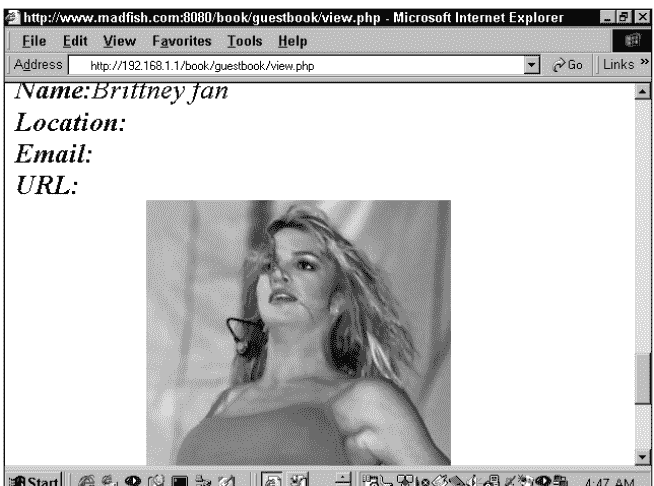 http://www.madfish.com:8080/book/guestbook/view.php - Microsoft Internet Explorer
File Edit View Favorites Tools Help
Address http://192.168.1.1/book/guestbook/view.php Go Links »
Name:Brittney fan
Location:
Email:
URL:
Start 4:47 AM